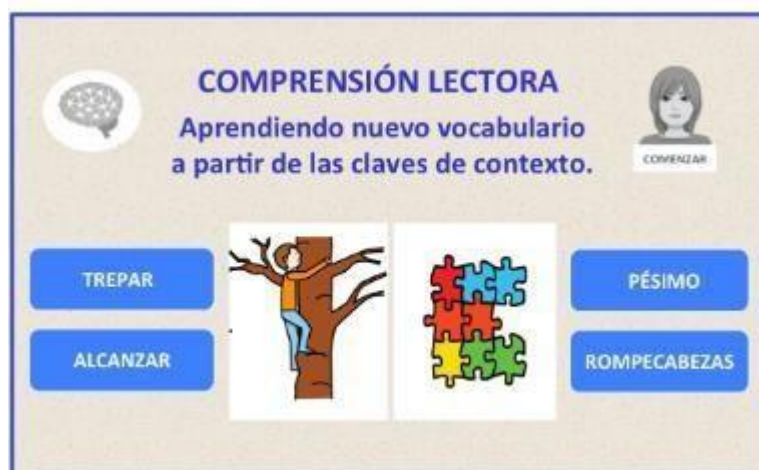 COMPRENSIÓN LECTORA
Aprendiendo nuevo vocabulario
a partir de las claves de contexto.
COMENZAR
TREPAR
ALCANZAR
PÉSIMO
ROMPECABEZAS